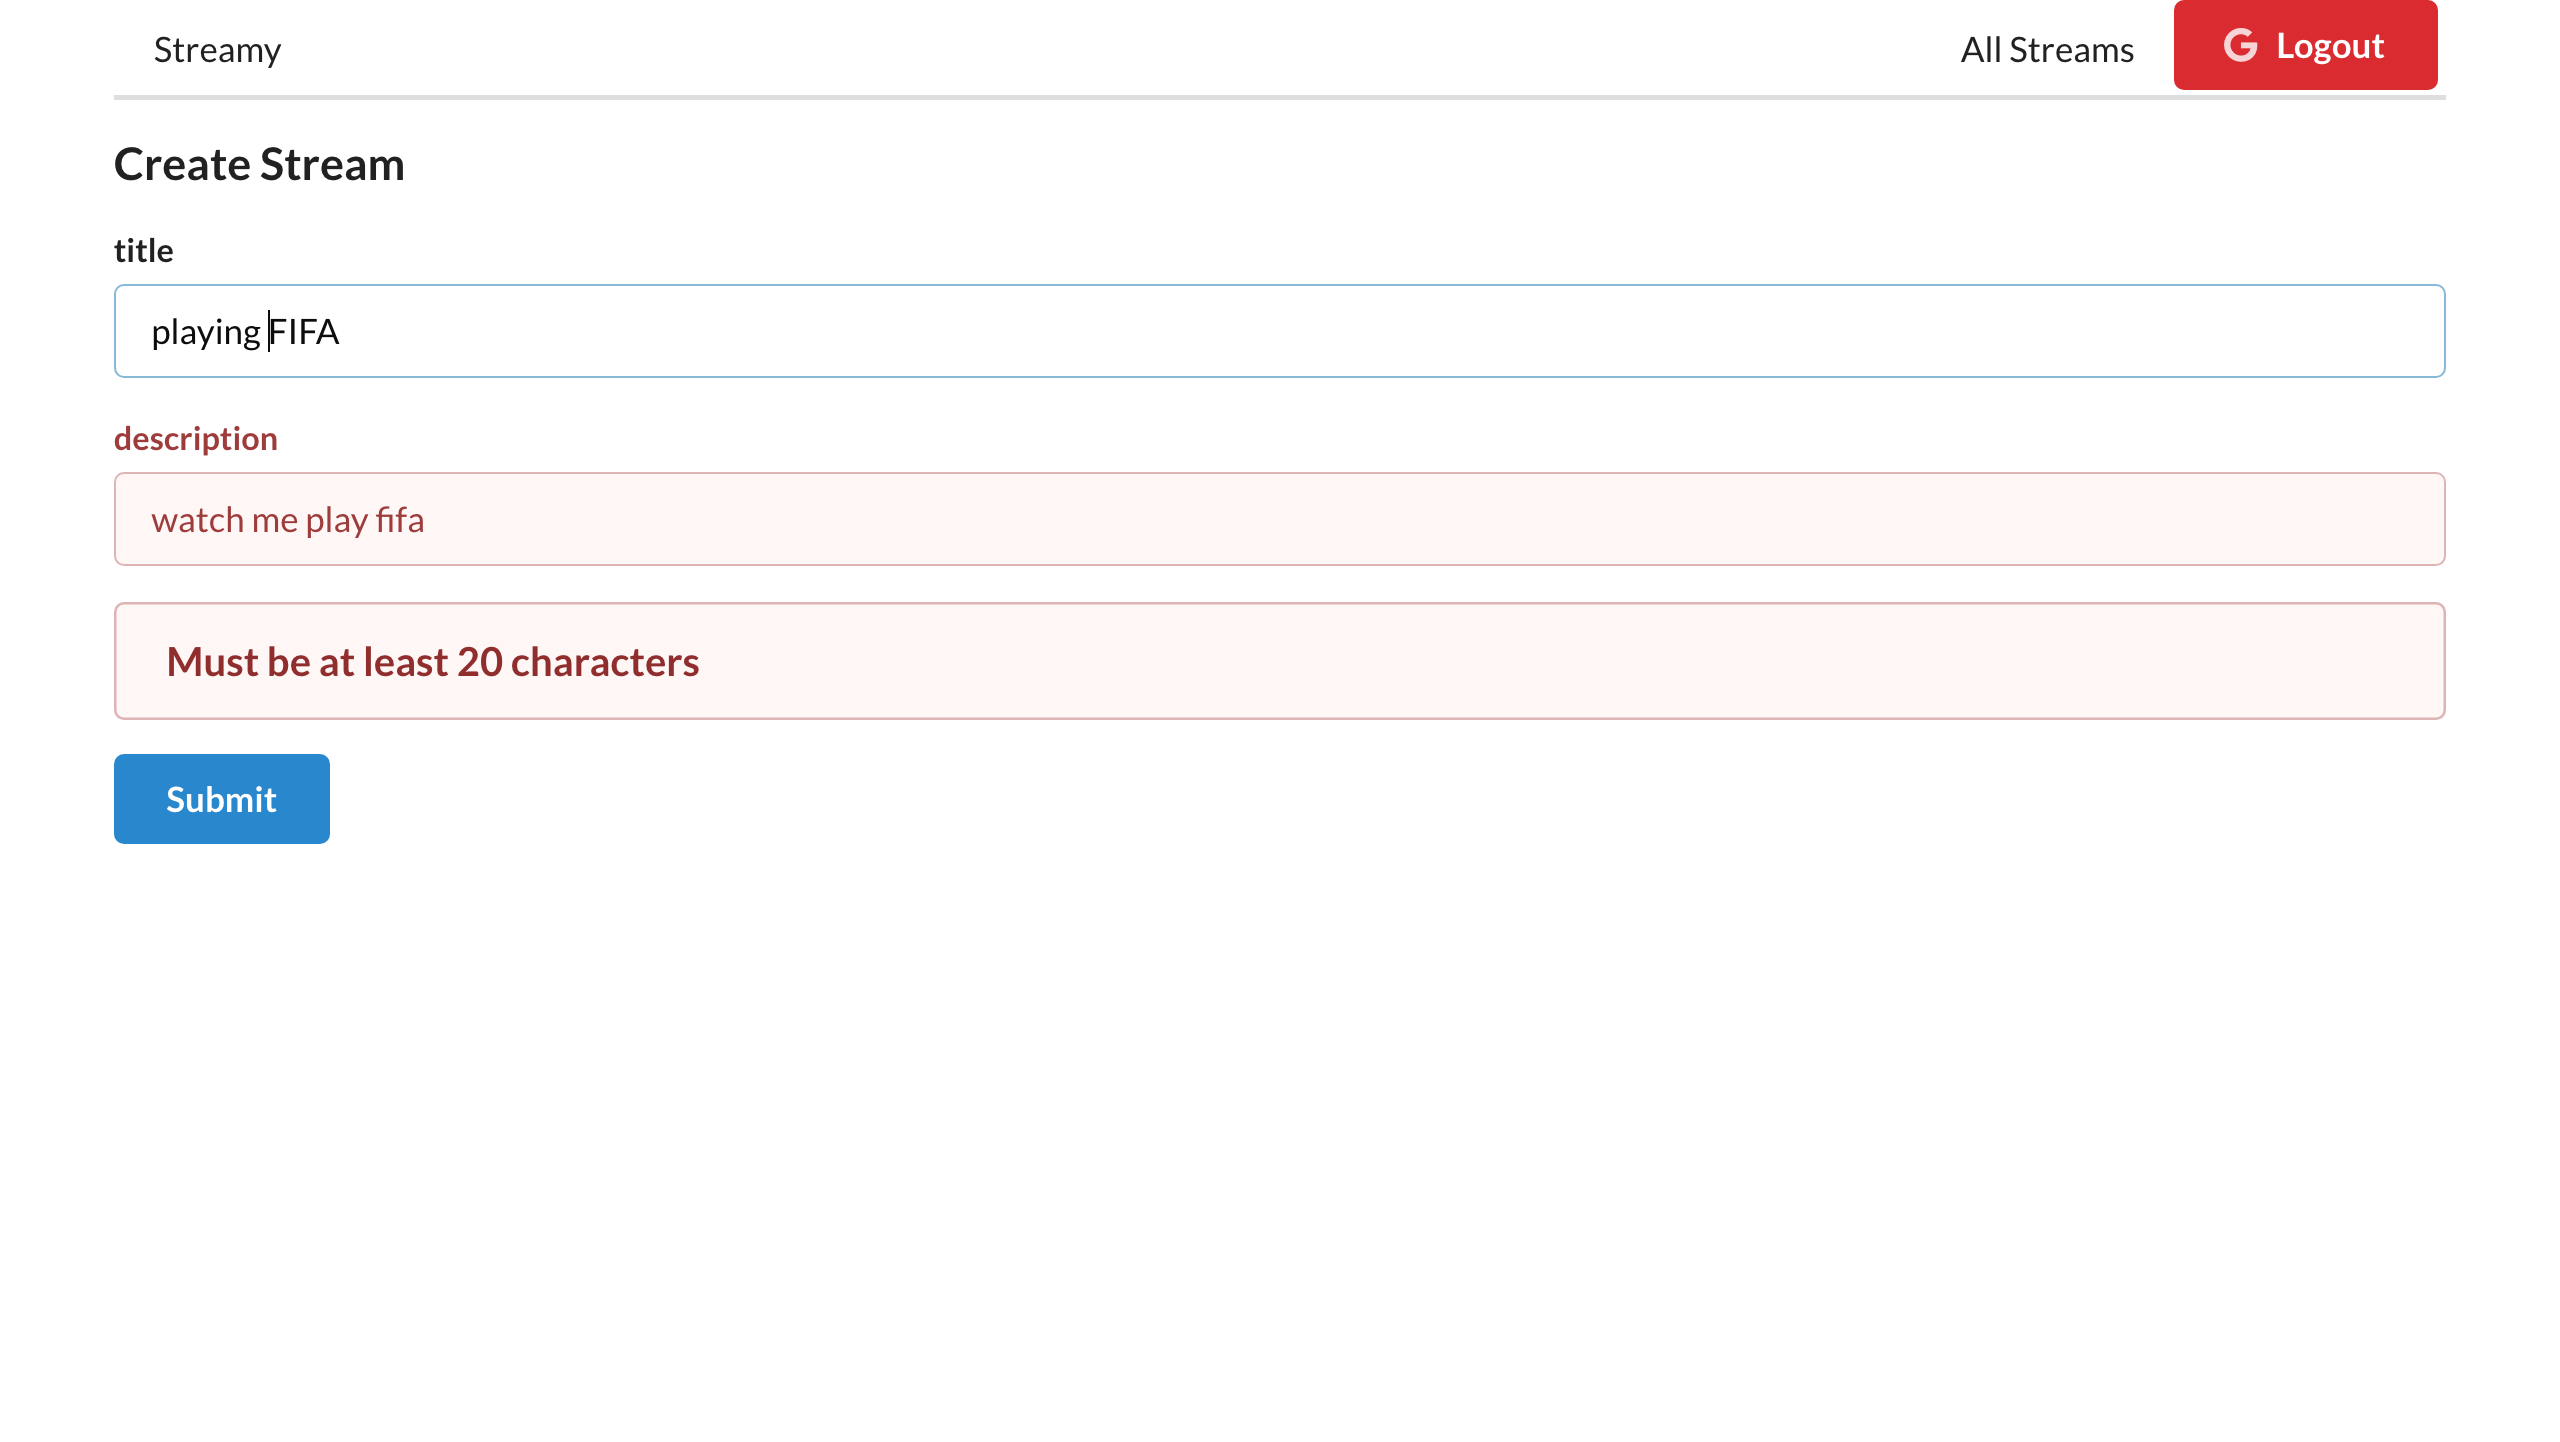 Streamy
All Streams
Logout
Create Stream
title
playing FIFA
description
watch me play fifa
Must be at least 20 characters
Submit